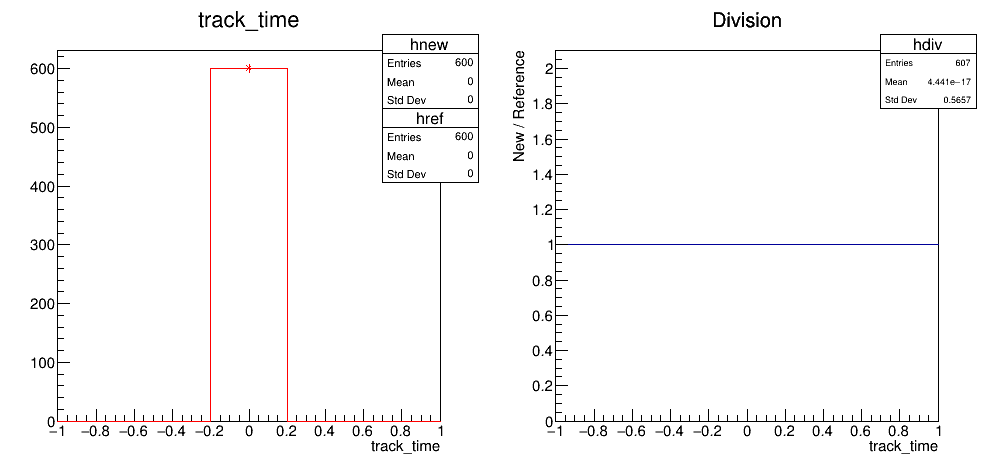 track_time
hnew
Entries 600
Mean 0
Std Dev 0
href
Entries 600
Mean 0
Std Dev 0
600
500
400
300
200
100
0
−1 −0.8 −0.6 −0.4 −0.2 0 0.2 0.4 0.6 0.8 1
track_time
Division
hdiv
Entries 607
Mean 4.441e−17
Std Dev 0.5657
New / Reference
2
1.8
1.6
1.4
1.2
1
0.8
0.6
0.4
0.2
0
−1 −0.8 −0.6 −0.4 −0.2 0 0.2 0.4 0.6 0.8 1
track_time